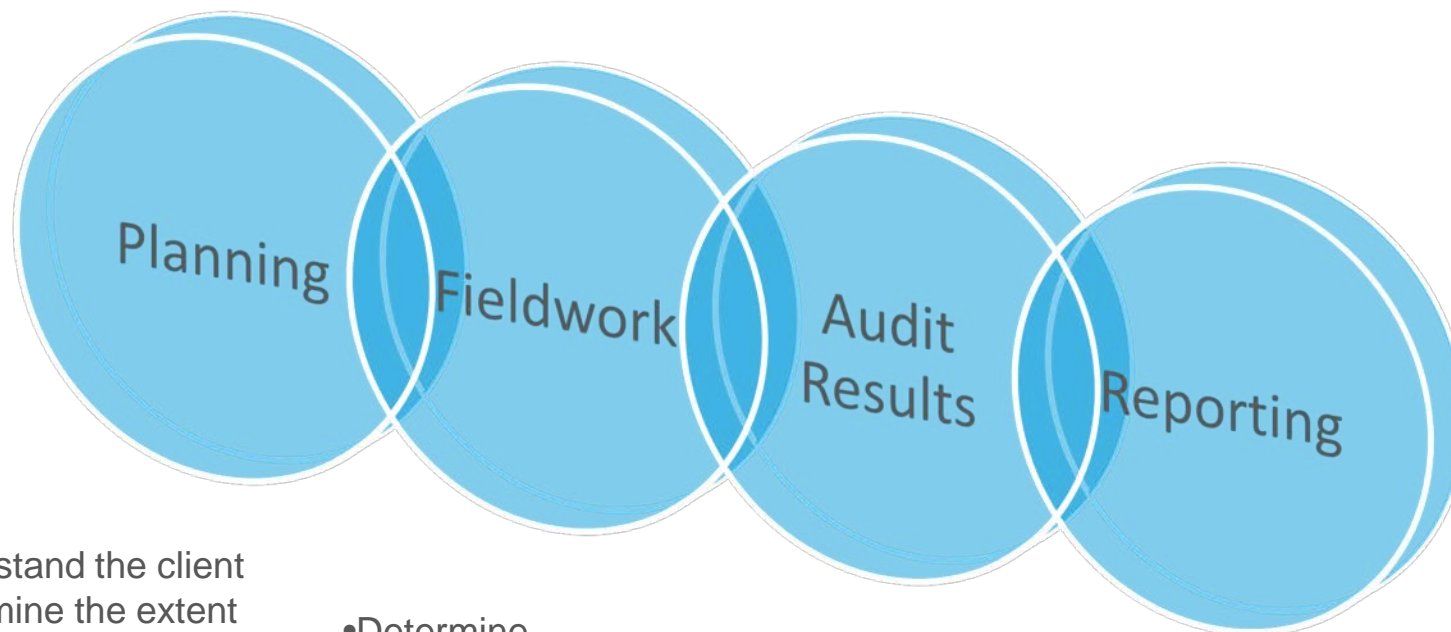 Planning
Fieldwork
Audit
Results
Reporting
stand the client
mine the extent
•Determine